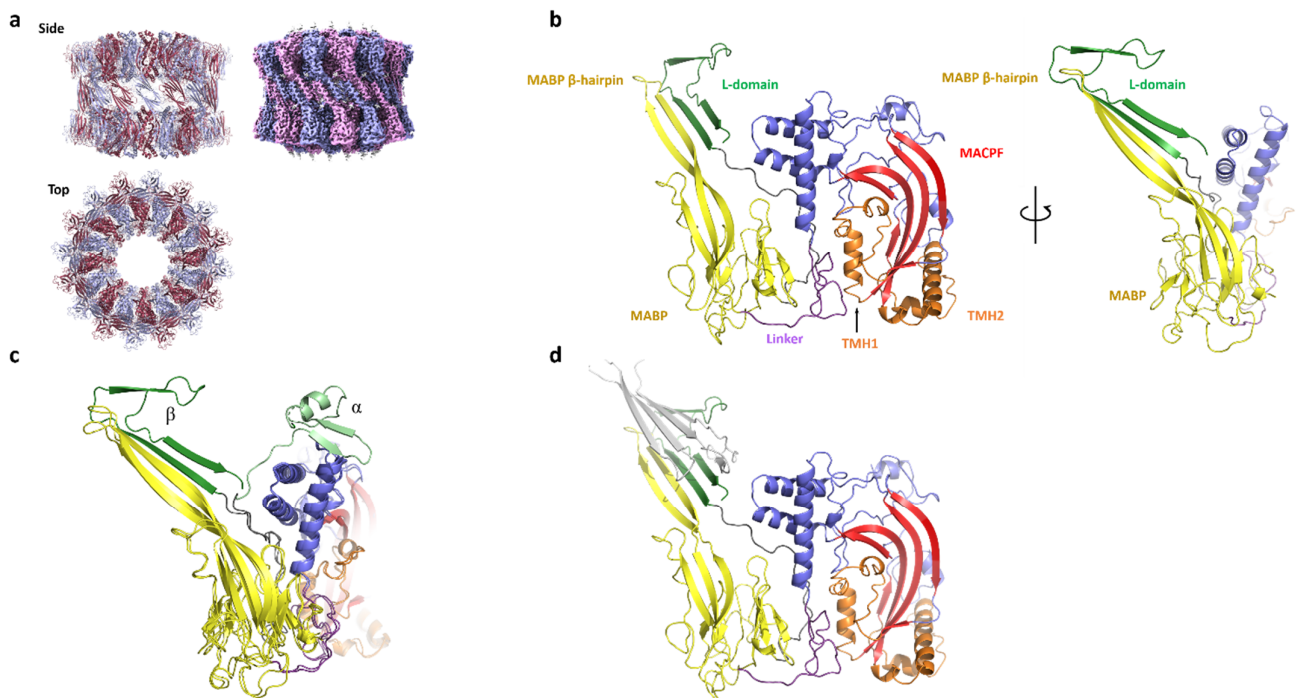 a
Side
Top
b
MABP β-hairpin
L-domain
MACPF
MABP
Linker
TMH1
TMH2
MABP β-hairpin
L-domain
MABP
c
β
α
d